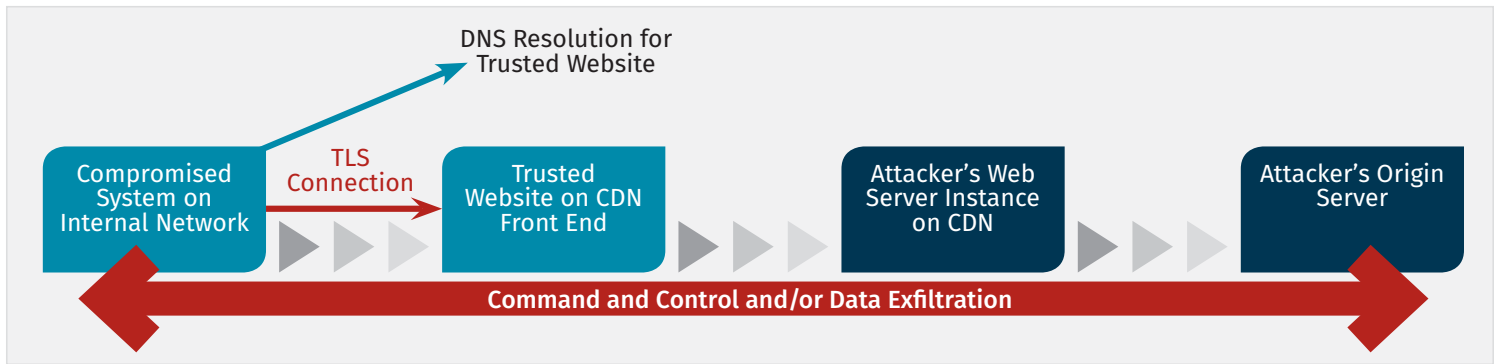 DNS Resolution for
Trusted Website
Compromised
System on
Internal Network
TLS
Connection
Trusted
Website on CDN
Front End
Attacker’s Web
Server Instance
on CDN
Attacker’s Origin
Server
Command and Control and/or Data Exfiltration